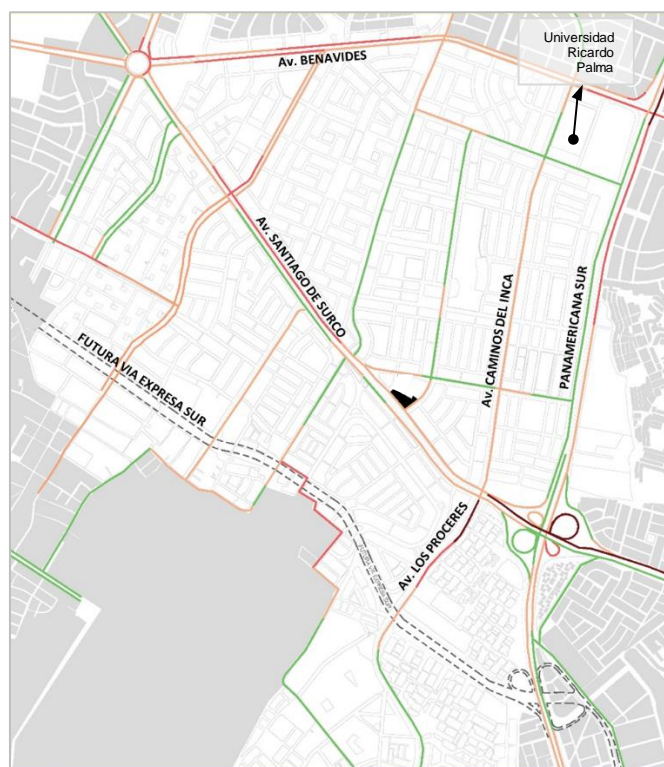 Universidad
Ricardo
Palma
Av. BENAVIDES
Av. SANTIAGO DE SURCO
FUTURA VIA EXPRESA SUR
Av. CAMINOS DEL INCA
PANAMERICANA SUR
Av. LOS PROCERES